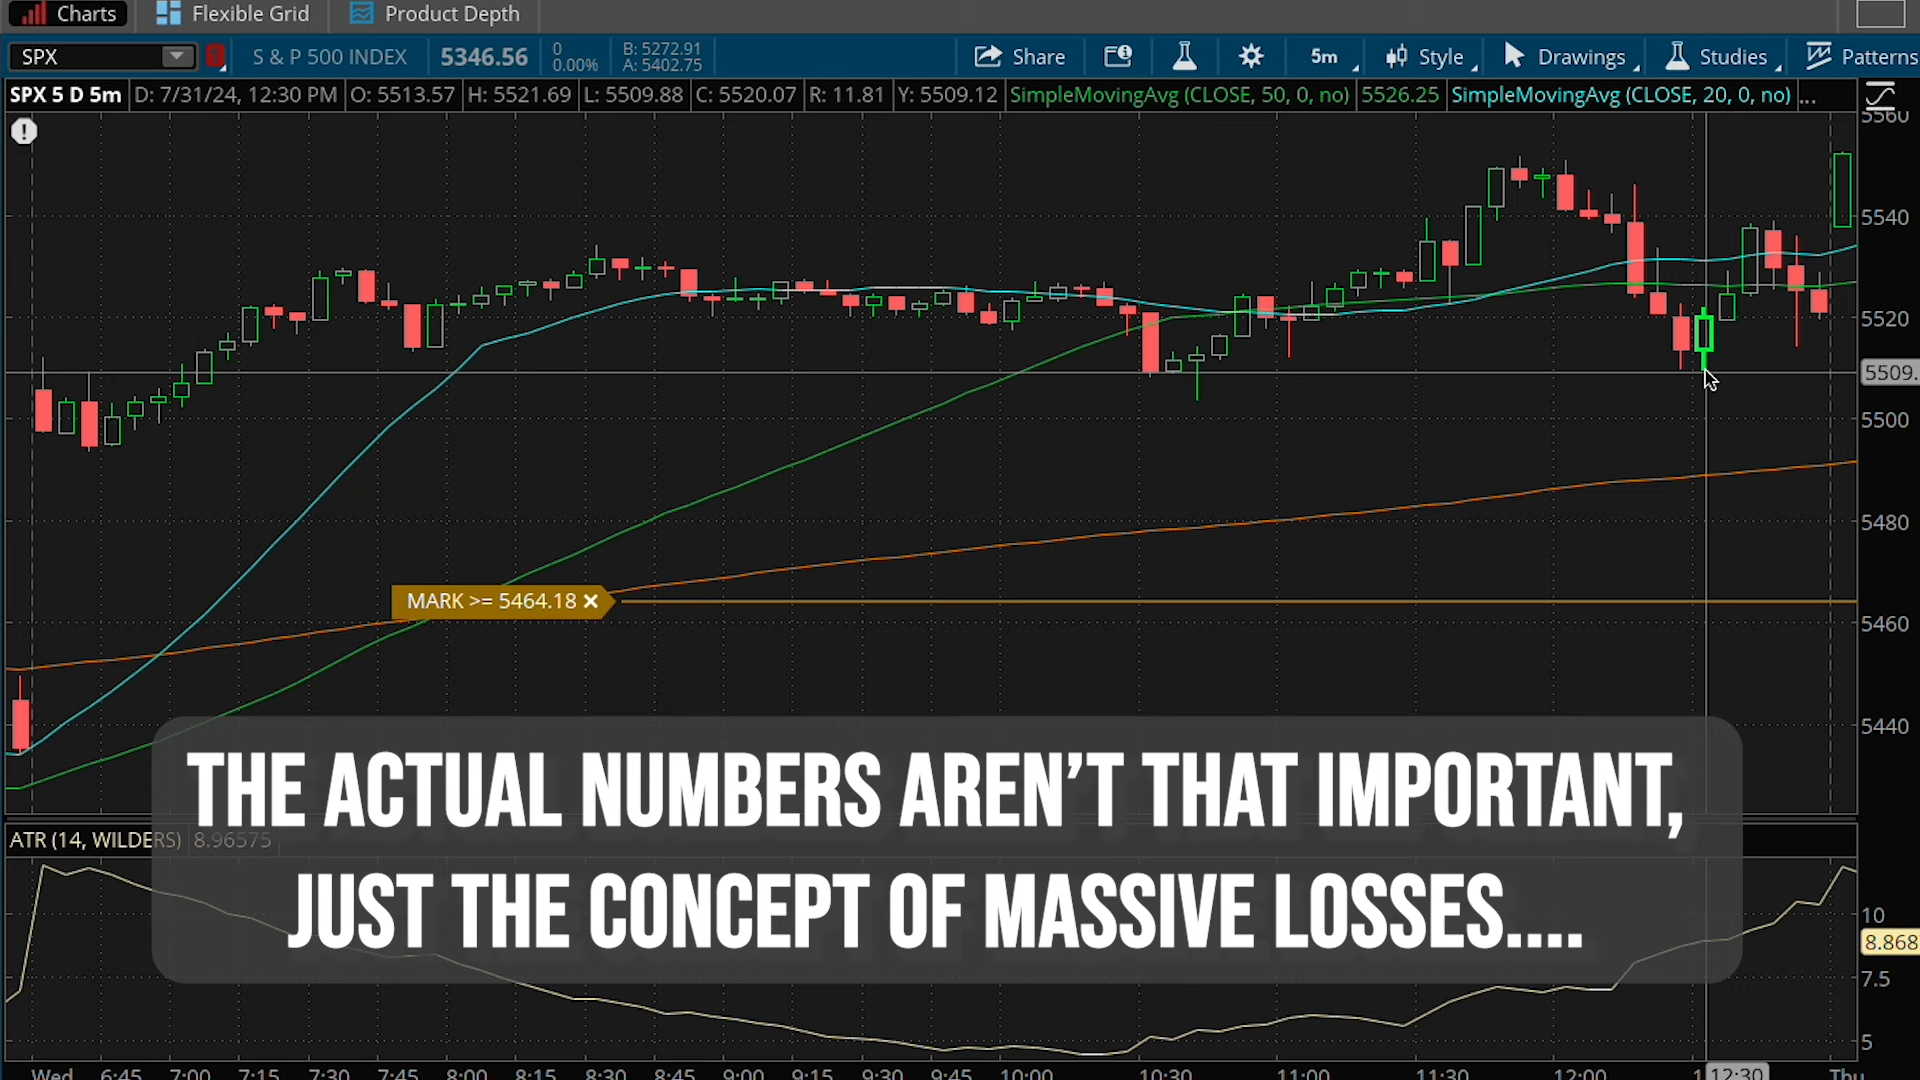 Charts Flexible Grid Product Depth
SPX S & P 500 INDEX 5346.56 0 0.00% B: 5272.91 A: 5402.75 Share 5m Style Drawings Studies Patterns
SPX 5 D 5m D: 7/31/24, 12:30 PM O: 5513.57 H: 5521.69 L: 5509.88 C: 5520.07 R: 11.81 Y: 5509.12 SimpleMovingAvg (CLOSE, 50, 0, no) 5526.25 SimpleMovingAvg (CLOSE, 20, 0, no) ...
5560
5540
5520
5509.
5500
5480
MARK >= 5464.18
5460
5440
THE ACTUAL NUMBERS AREN'T THAT IMPORTANT,
JUST THE CONCEPT OF MASSIVE LOSSES....
ATR (14, WILDERS) 8.96575
10
8.868
7.5
5
Wed 6:45 7:00 7:15 7:30 7:45 8:00 8:15 8:30 8:45 9:00 9:15 9:30 9:45 10:00 10:30 11:00 11:30 12:00 12:30 Thu